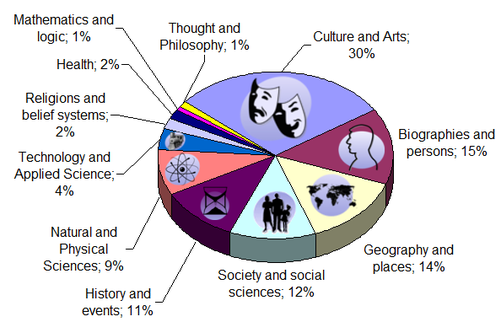 Mathematics and
logic; 1%
Thought and
Philosophy; 1%
Culture and Arts;
30%
Health; 2%
Religions and
belief systems;
2%
Biographies and
persons; 15%
Technology and
Applied Science;
4%
Natural and
Physical
Sciences; 9%
Geography and
places; 14%
Society and social
sciences; 12%
History and
events; 11%